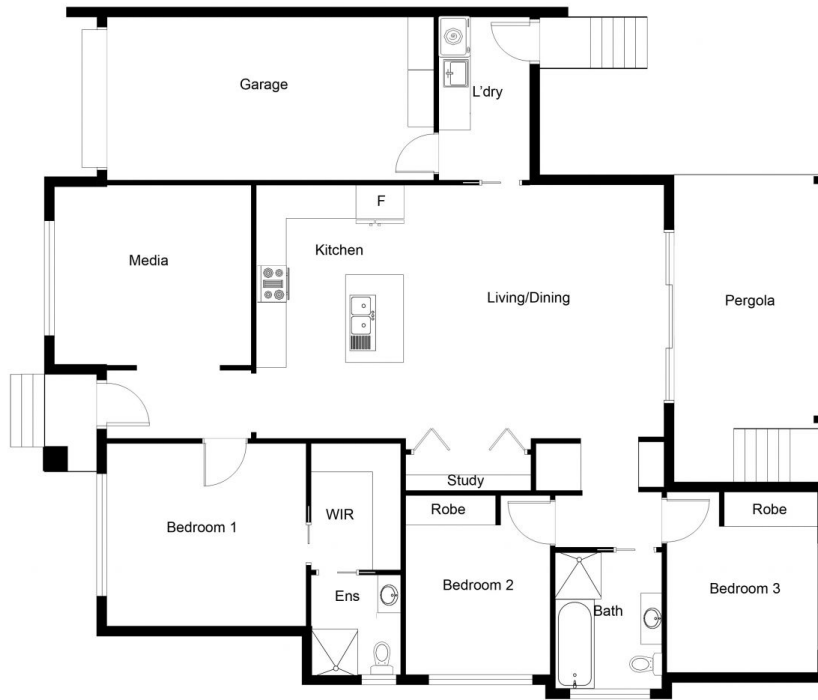 Garage
L'dry
F
Kitchen
Media
Living/Dining
Pergola
Study
Robe
Robe
WIR
Bedroom 1
Bedroom 2
Bedroom 3
Ens
Bath